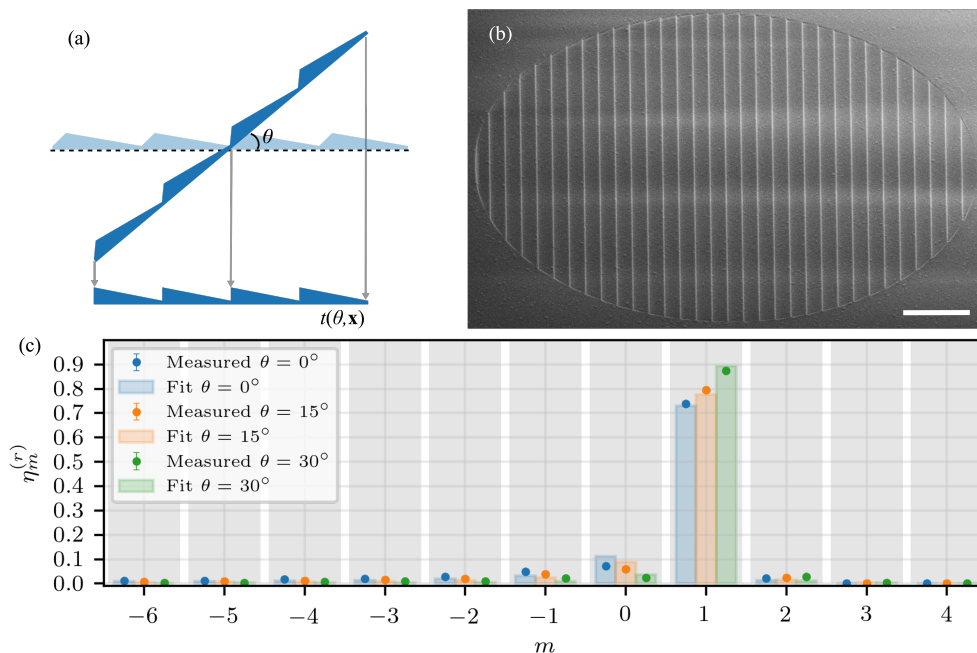 (a)
θ
t(θ,x)
(b)
(c)
0.9
0.8
0.7
0.6
0.5
0.4
0.3
0.2
0.1
0.0
η_m^(r)
Measured θ = 0°
Fit θ = 0°
Measured θ = 15°
Fit θ = 15°
Measured θ = 30°
Fit θ = 30°
−6 −5 −4 −3 −2 −1 0 1 2 3 4
m